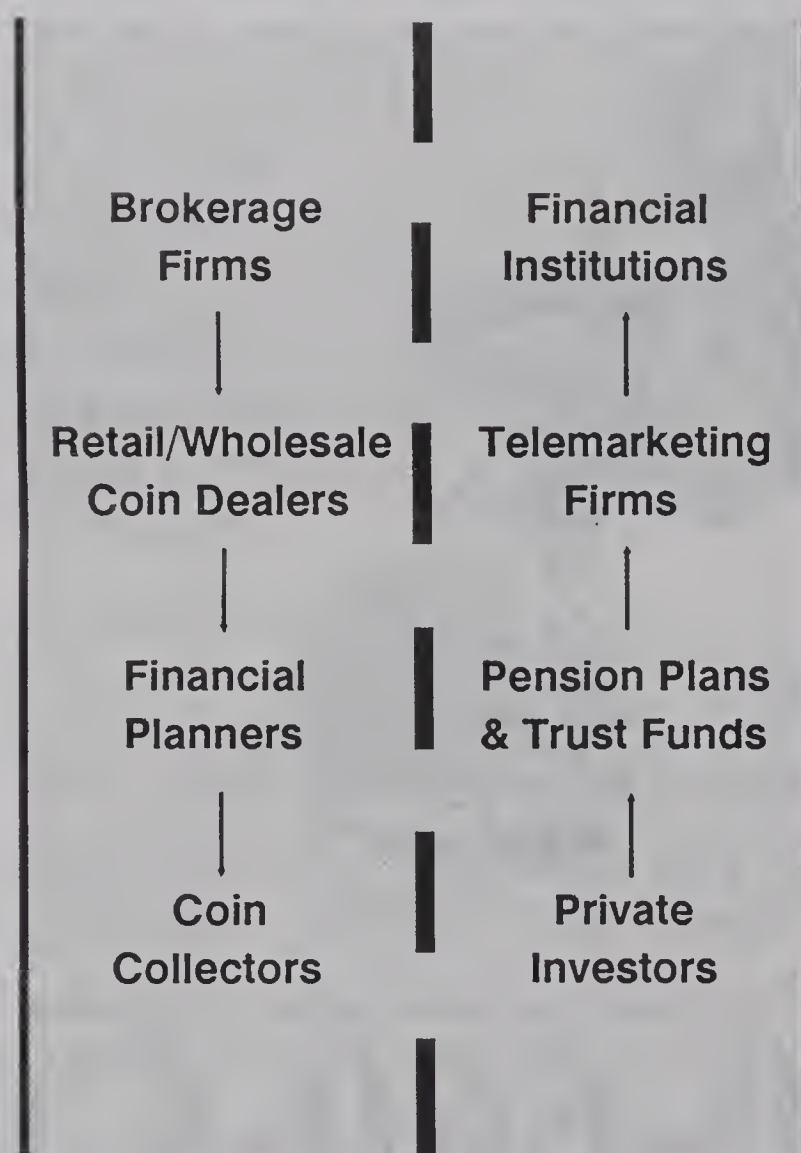 Brokerage
Firms
Retail/Wholesale
Coin Dealers
Financial
Planners
Coin
Collectors
Financial
Institutions
Telemarketing
Firms
Pension Plans
& Trust Funds
Private
Investors